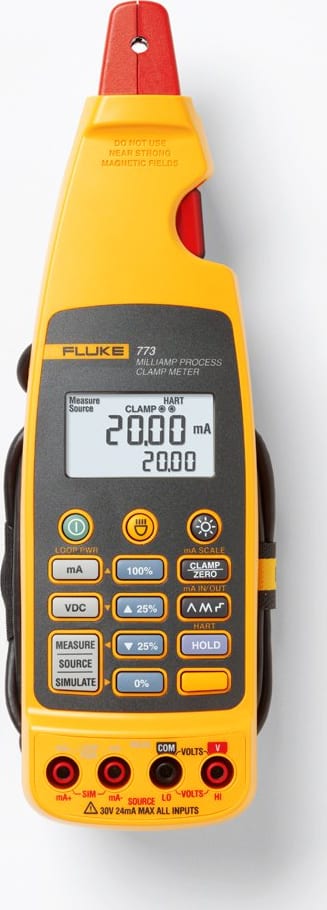 DO NOT USE
NEAR STRONG
MAGNETIC FIELDS
FLUKE 773
MILLIAMP PROCESS
CLAMP METER
Measure HART
Source CLAMP
20.00 mA
20.00
LOOP PWR mA SCALE
mA 100% CLAMP ZERO
mA IN/OUT
VDC ▲ 25%
HART
MEASURE ▼ 25% HOLD
SOURCE
SIMULATE 0%
COM VOLTS V
mA+ SIM mA- SOURCE LO VOLTS HI
30V 24mA MAX ALL INPUTS